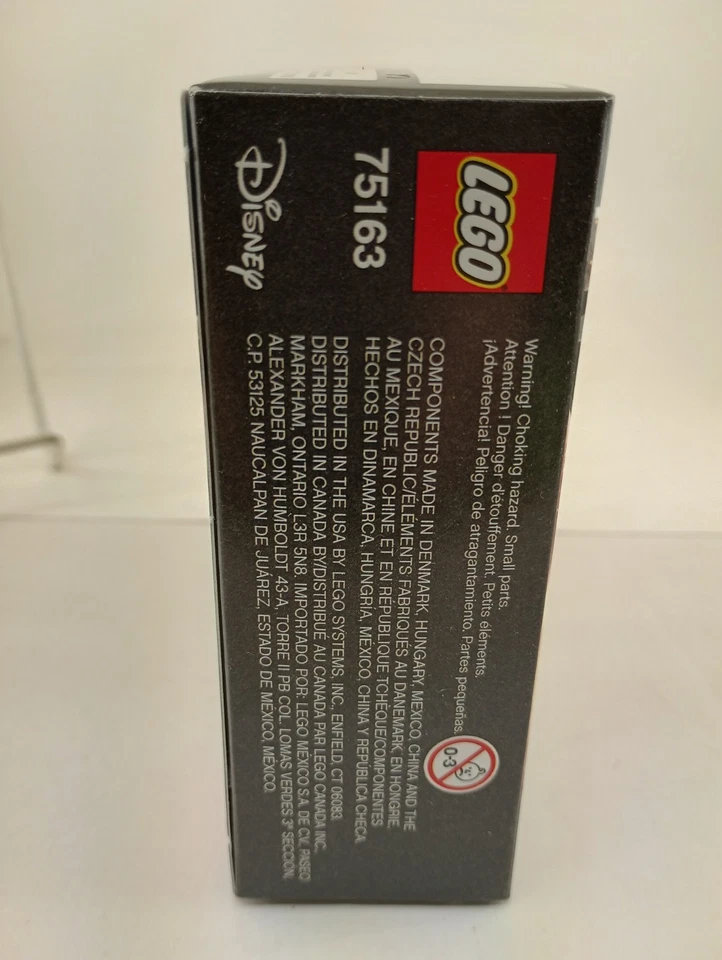 LEGO
75163
Disney
Warning! Choking hazard. Small parts.
Attention ! Danger d'étouffement. Petits éléments.
¡Advertencia! Peligro de atragantamiento. Partes pequeñas.
0-3
COMPONENTS MADE IN DENMARK, HUNGARY, MEXICO, CHINA AND THE
CZECH REPUBLIC/ÉLÉMENTS FABRIQUÉS AU DANEMARK, EN HONGRIE,
AU MEXIQUE, EN CHINE ET EN RÉPUBLIQUE TCHÈQUE/COMPONENTES
HECHOS EN DINAMARCA, HUNGRÍA, MÉXICO, CHINA Y REPÚBLICA CHECA.
DISTRIBUTED IN THE USA BY LEGO SYSTEMS, INC., ENFIELD, CT 06083.
DISTRIBUTED IN CANADA BY/DISTRIBUÉ AU CANADA PAR LEGO CANADA INC.,
MARKHAM, ONTARIO L3R 5N8. IMPORTADO POR: LEGO MÉXICO S.A. DE C.V., PASEO
ALEXANDER VON HUMBOLDT 43-A, TORRE II PB COL. LOMAS VERDES 3ª SECCION,
C.P. 53125 NAUCALPAN DE JUÁREZ, ESTADO DE MÉXICO, MÉXICO.